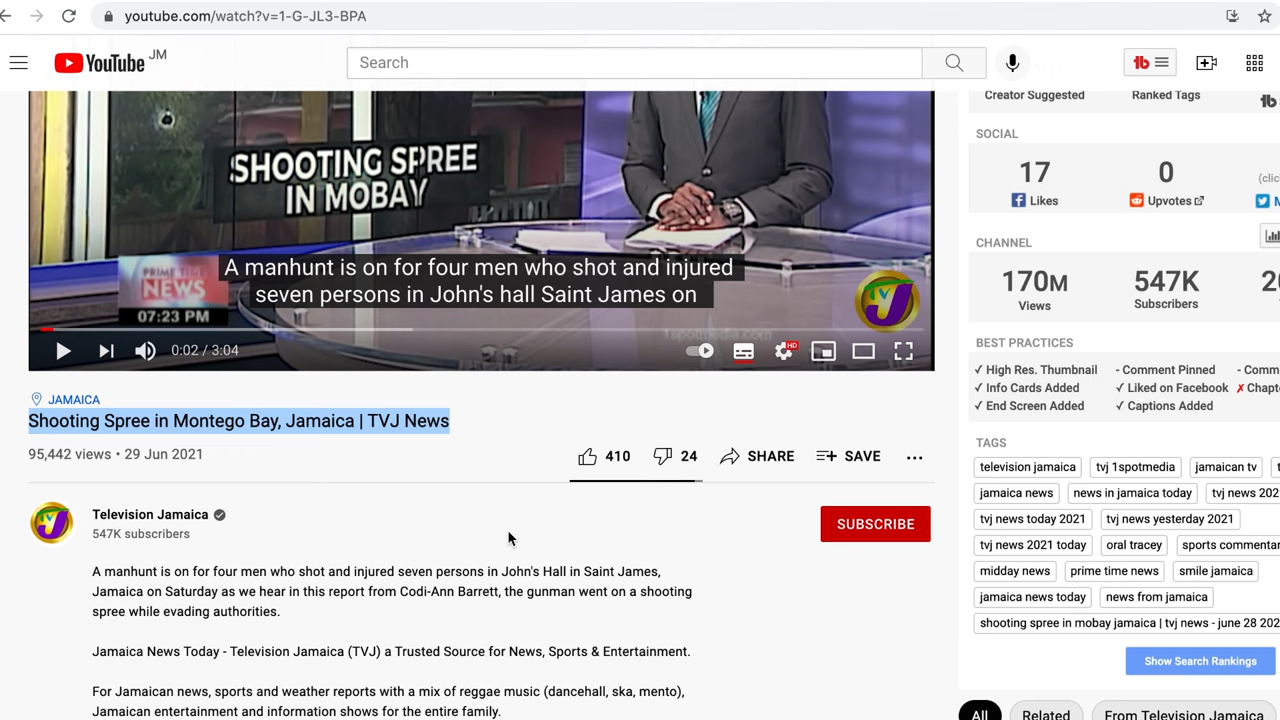 youtube.com/watch?v=1-G-JL3-BPA
YouTube JM
Search
tb
SHOOTING SPREE
IN MOBAY
PRIME TIME
NEWS
07:23 PM
A manhunt is on for four men who shot and injured
seven persons in John's hall Saint James on
TVJ
1spotmedia.com
0:02 / 3:04
HD
JAMAICA
Shooting Spree in Montego Bay, Jamaica | TVJ News
95,442 views • 29 Jun 2021
410
24
SHARE
SAVE
Television Jamaica
547K subscribers
SUBSCRIBE
A manhunt is on for four men who shot and injured seven persons in John's Hall in Saint James,
Jamaica on Saturday as we hear in this report from Codi-Ann Barrett, the gunman went on a shooting
spree while evading authorities.
Jamaica News Today - Television Jamaica (TVJ) a Trusted Source for News, Sports & Entertainment.
For Jamaican news, sports and weather reports with a mix of reggae music (dancehall, ska, mento),
Jamaican entertainment and information shows for the entire family.
Creator Suggested
Ranked Tags
tb
SOCIAL
17
0
(clic
Likes
Upvotes
CHANNEL
170M
547K
Views
Subscribers
BEST PRACTICES
✓ High Res. Thumbnail - Comment Pinned - Comm
✓ Info Cards Added ✓ Liked on Facebook ✗ Chapt
✓ End Screen Added ✓ Captions Added
TAGS
television jamaica tvj 1spotmedia jamaican tv
jamaica news news in jamaica today tvj news 202
tvj news today 2021 tvj news yesterday 2021
tvj news 2021 today oral tracey sports commentar
midday news prime time news smile jamaica
jamaica news today news from jamaica
shooting spree in mobay jamaica | tvj news - june 28 202
Show Search Rankings
All Related From Television Jamaica